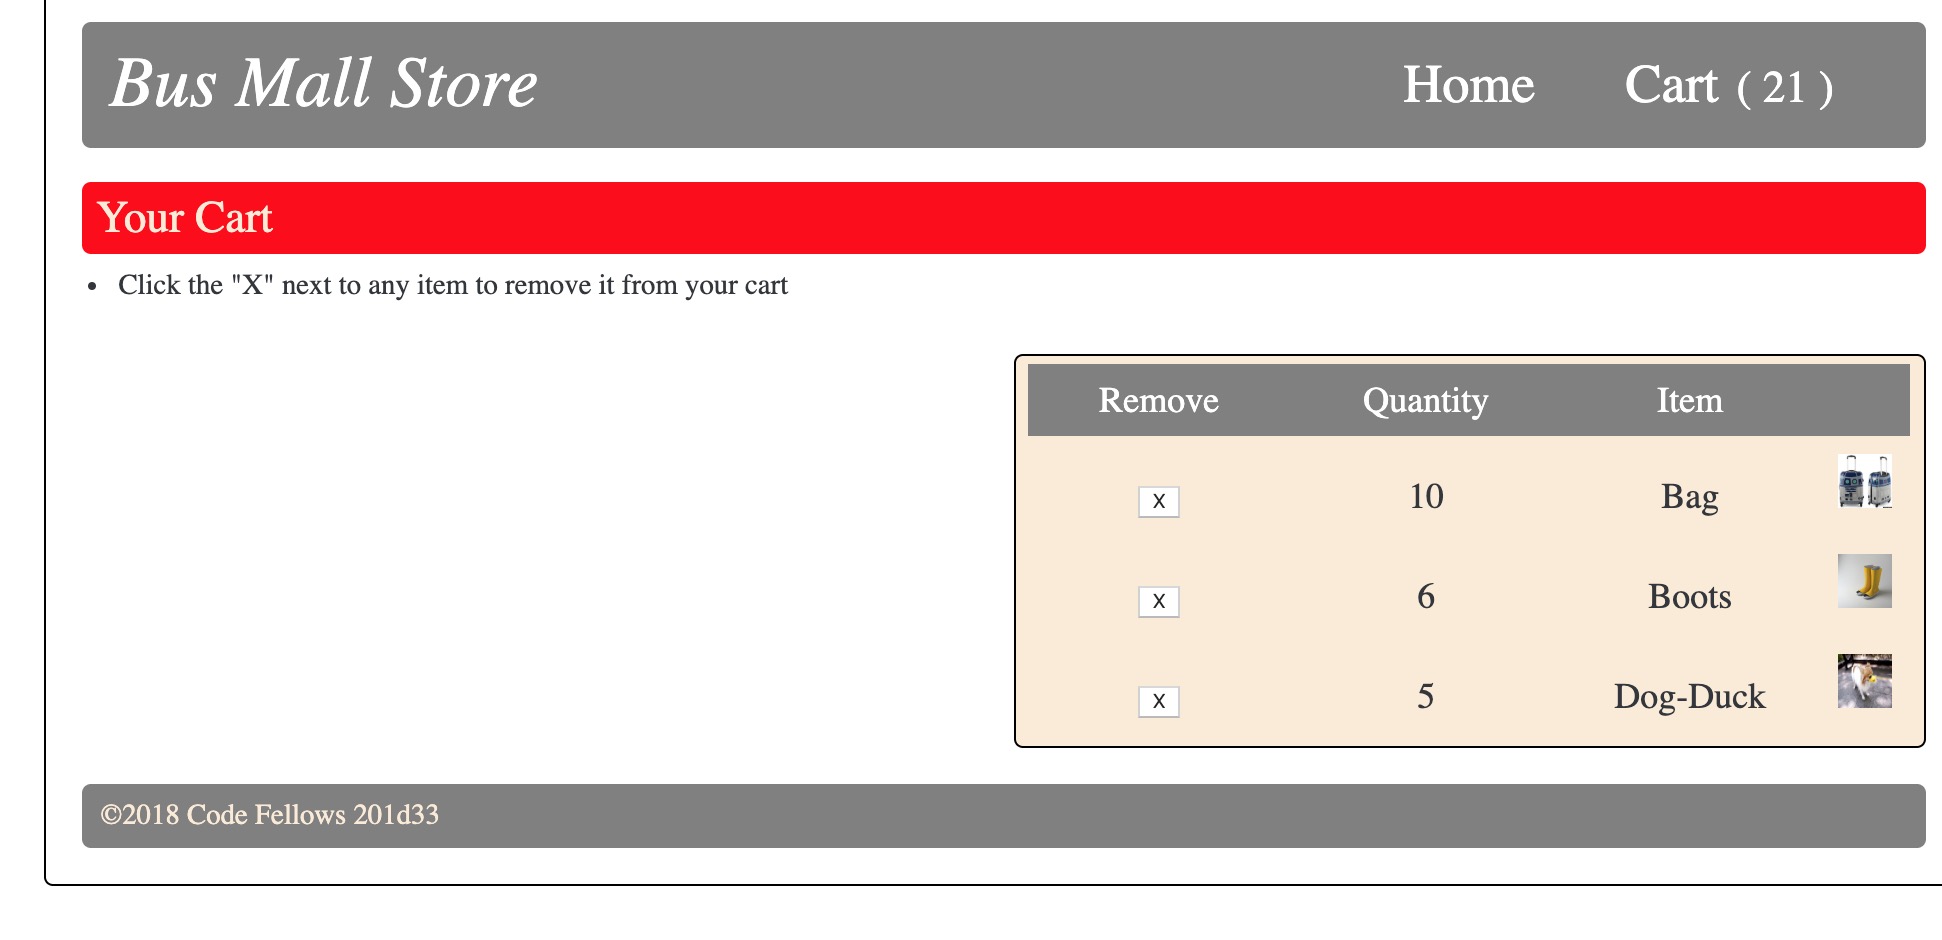 Bus Mall Store Home Cart ( 21 )
Your Cart
• Click the "X" next to any item to remove it from your cart
Remove Quantity Item
X 10 Bag
X 6 Boots
X 5 Dog-Duck
©2018 Code Fellows 201d33